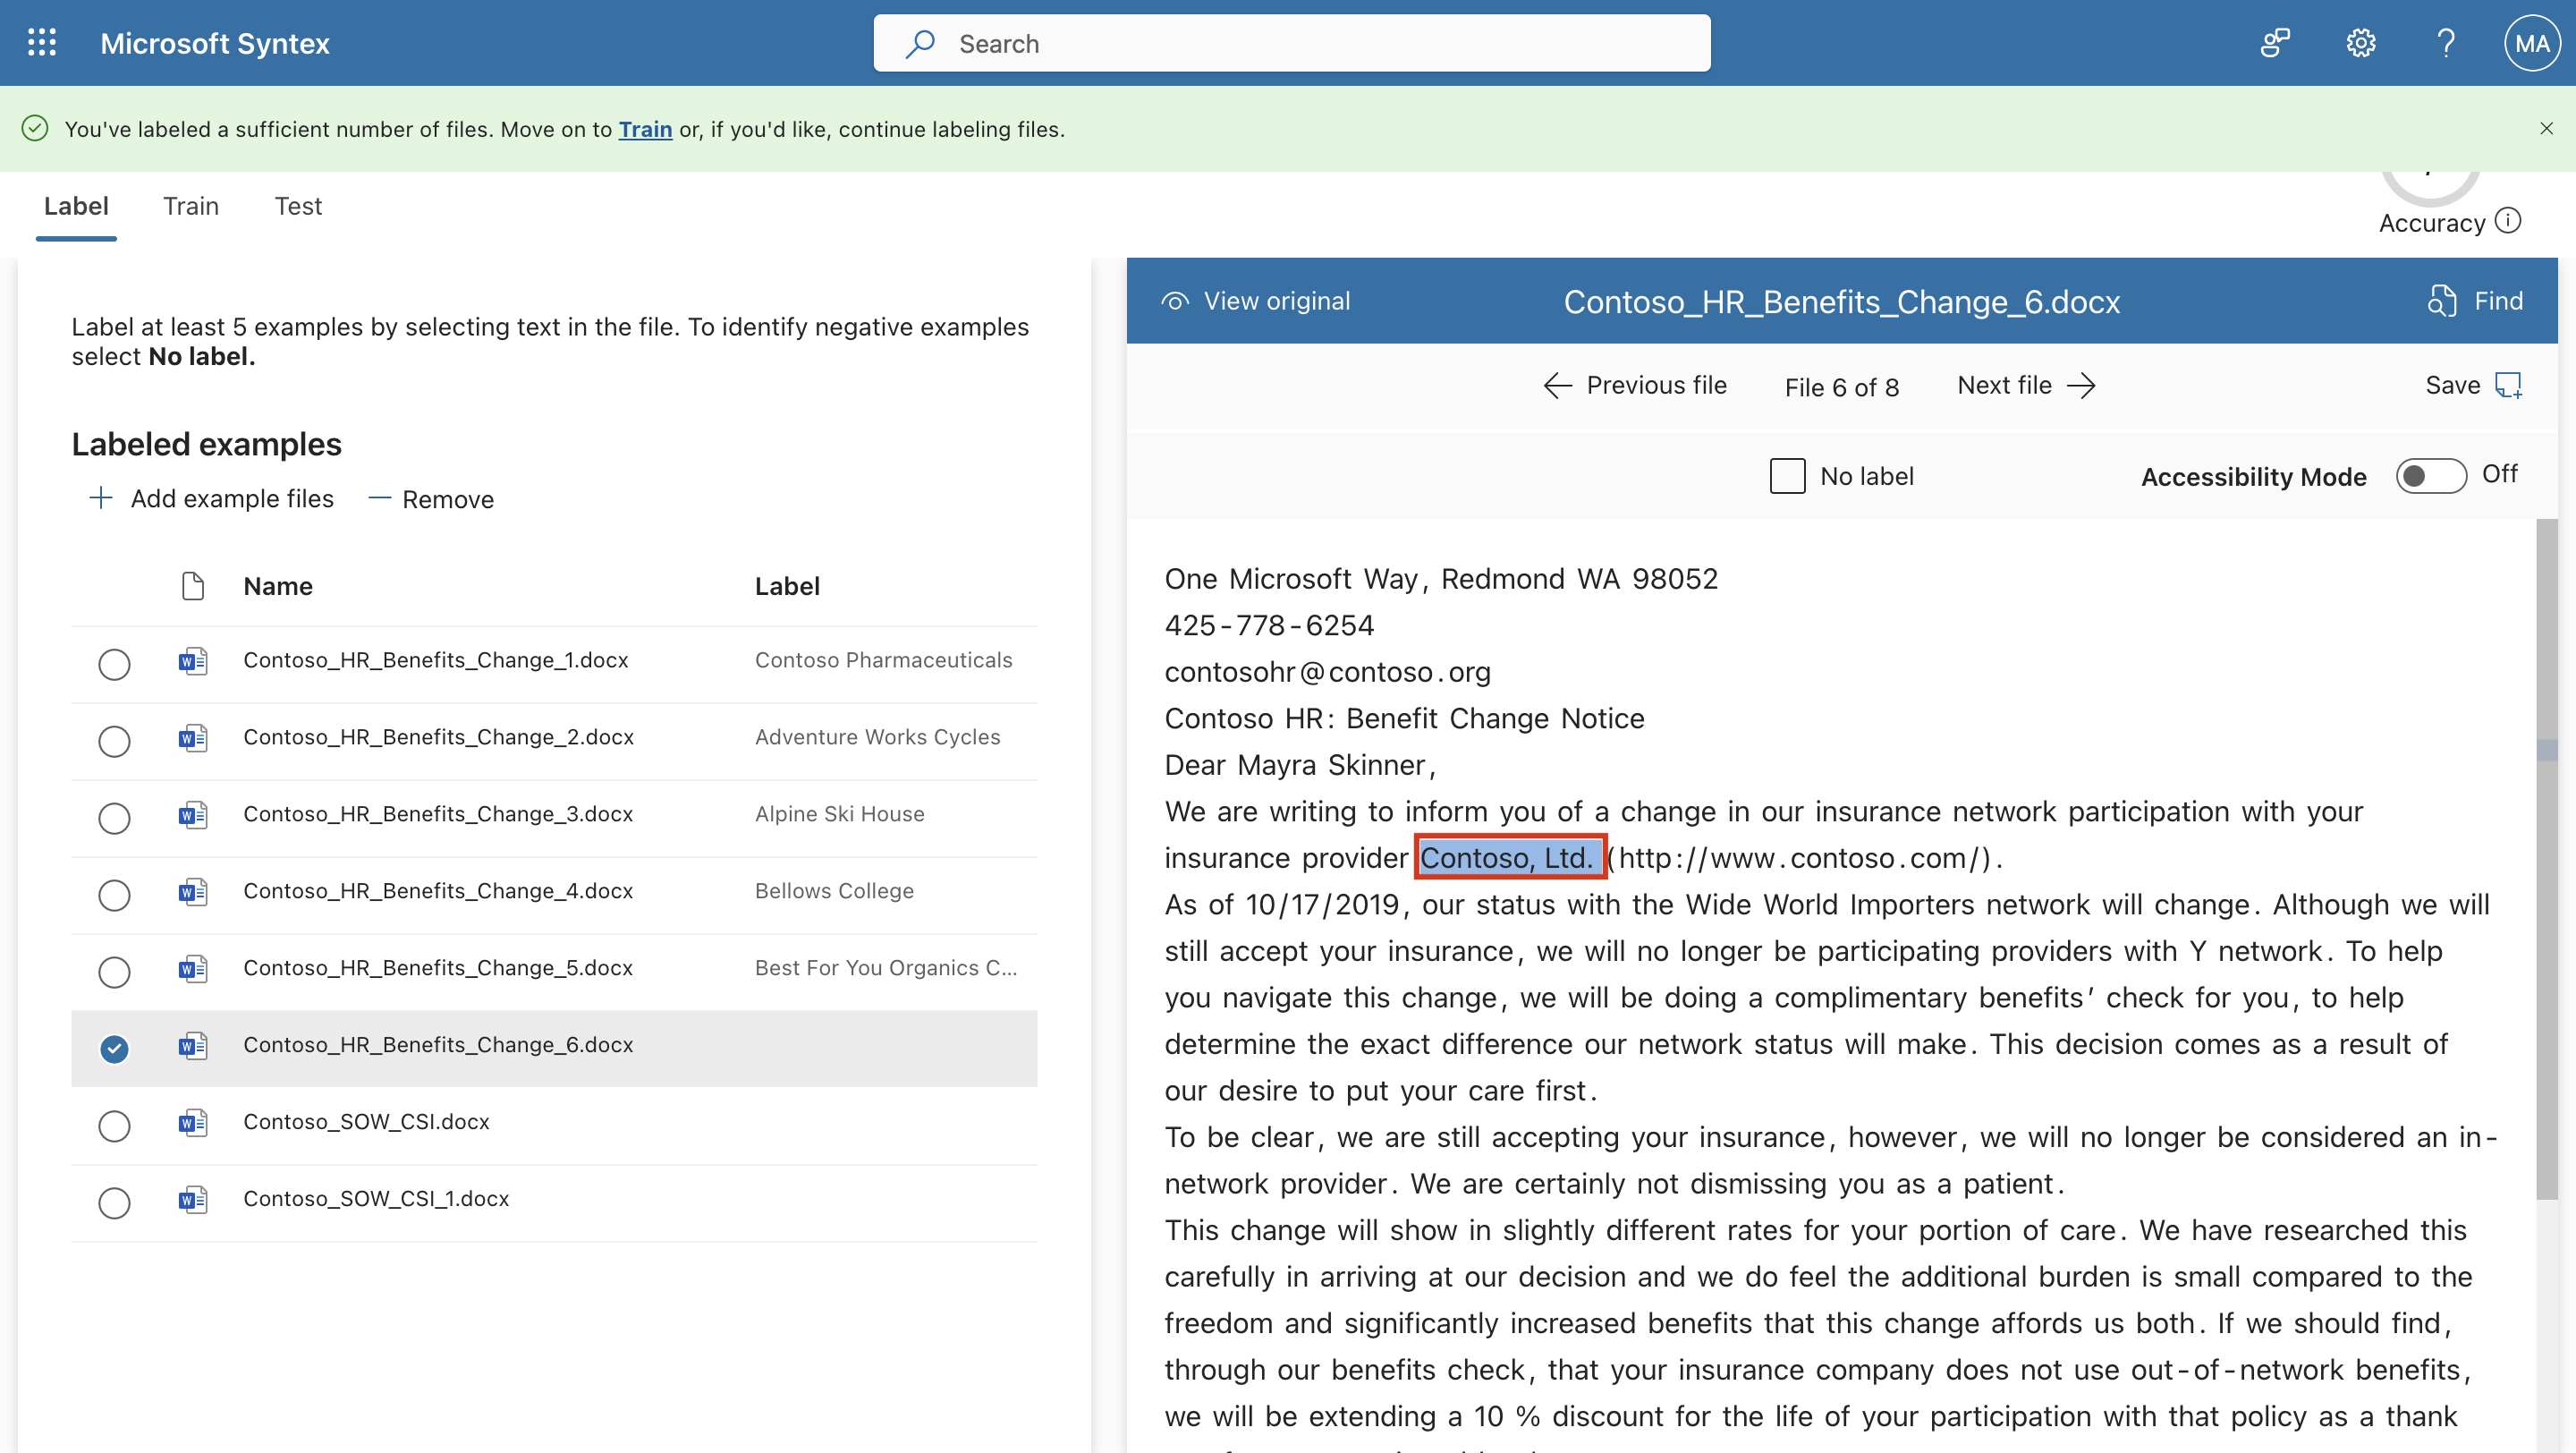 Microsoft Syntex
Search
MA
You've labeled a sufficient number of files. Move on to Train or, if you'd like, continue labeling files.
Label Train Test
Accuracy
Label at least 5 examples by selecting text in the file. To identify negative examples
select No label.
Labeled examples
Add example files Remove
Name Label
Contoso_HR_Benefits_Change_1.docx Contoso Pharmaceuticals
Contoso_HR_Benefits_Change_2.docx Adventure Works Cycles
Contoso_HR_Benefits_Change_3.docx Alpine Ski House
Contoso_HR_Benefits_Change_4.docx Bellows College
Contoso_HR_Benefits_Change_5.docx Best For You Organics C...
Contoso_HR_Benefits_Change_6.docx
Contoso_SOW_CSI.docx
Contoso_SOW_CSI_1.docx
View original Contoso_HR_Benefits_Change_6.docx Find
Previous file File 6 of 8 Next file Save
No label Accessibility Mode Off
One Microsoft Way, Redmond WA 98052
425-778-6254
contosohr@contoso.org
Contoso HR: Benefit Change Notice
Dear Mayra Skinner,
We are writing to inform you of a change in our insurance network participation with your
insurance provider Contoso, Ltd. (http://www.contoso.com/).
As of 10/17/2019, our status with the Wide World Importers network will change. Although we will
still accept your insurance, we will no longer be participating providers with Y network. To help
you navigate this change, we will be doing a complimentary benefits’ check for you, to help
determine the exact difference our network status will make. This decision comes as a result of
our desire to put your care first.
To be clear, we are still accepting your insurance, however, we will no longer be considered an in-
network provider. We are certainly not dismissing you as a patient.
This change will show in slightly different rates for your portion of care. We have researched this
carefully in arriving at our decision and we do feel the additional burden is small compared to the
freedom and significantly increased benefits that this change affords us both. If we should find,
through our benefits check, that your insurance company does not use out-of-network benefits,
we will be extending a 10 % discount for the life of your participation with that policy as a thank